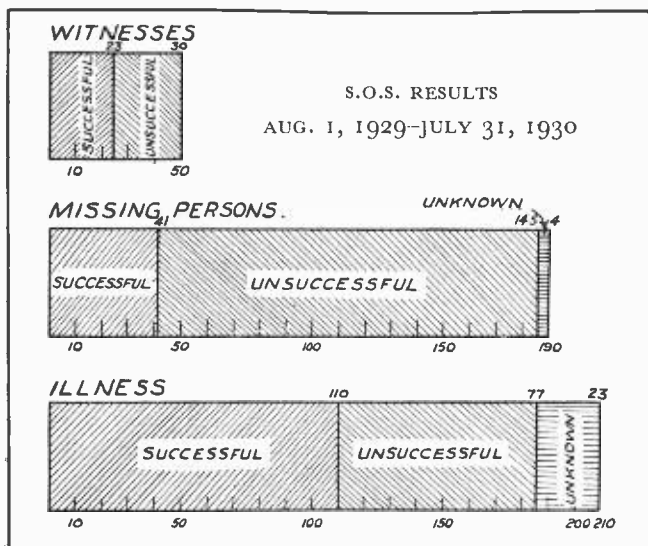 WITNESSES
23 30
SUCCESSFUL UNSUCCESSFUL
10 50
S.O.S. RESULTS
AUG. 1, 1929–JULY 31, 1930
MISSING PERSONS.
UNKNOWN
41 143 4
SUCCESSFUL UNSUCCESSFUL
10 50 100 150 190
ILLNESS
110 77 23
SUCCESSFUL UNSUCCESSFUL UNKNOWN
10 50 100 150 200 210